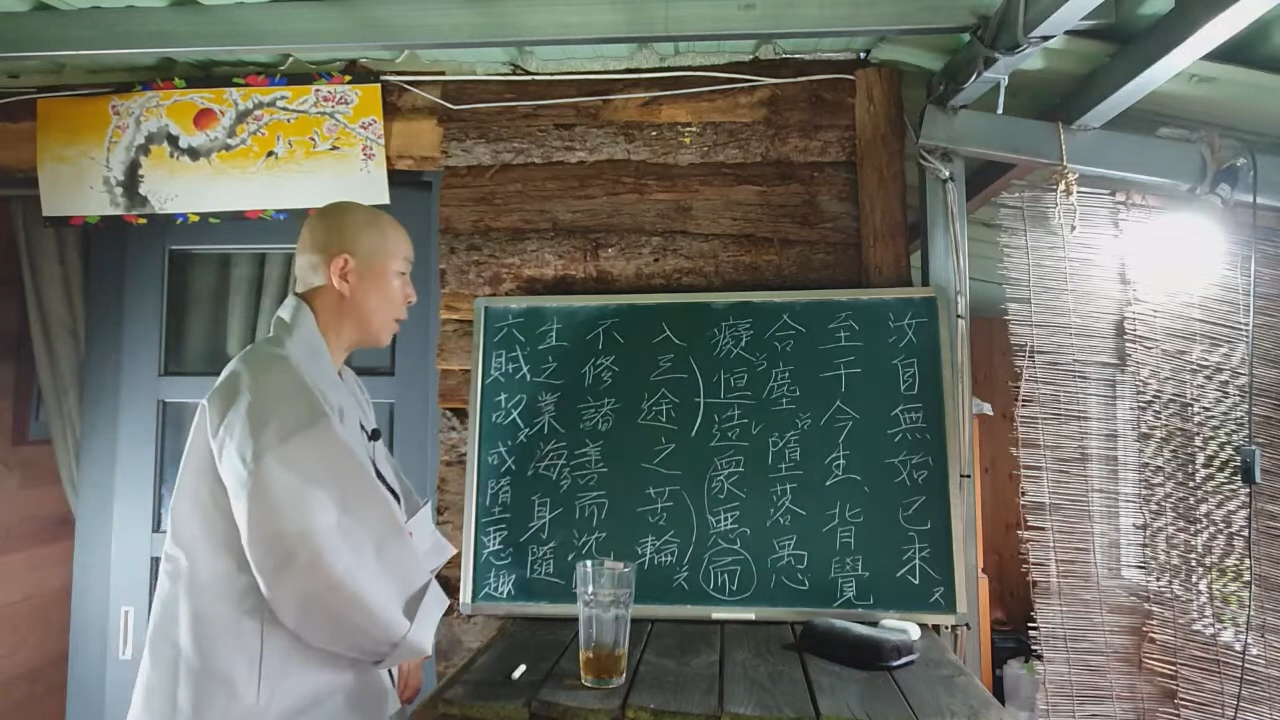 汝自無始已來
至于今生、背覺
合塵墮落愚
癡恒造衆惡而
入三途之苦輪
不修諸善而沈
生之業海身隨
六賊故或墮惡趣